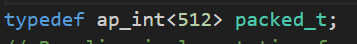 typedef ap_int<512> packed_t;